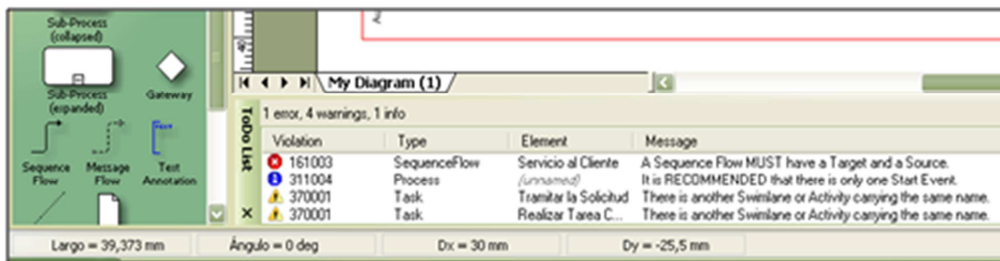 Sub-Process
(collapsed)
Sub-Process
(expanded)
Gateway
Sequence
Flow
Message
Flow
Text
Annotation
My Diagram (1)
ToDo List
1 error, 4 warnings, 1 info
Violation Type Element Message
161003 SequenceFlow Servicio al Cliente A Sequence Flow MUST have a Target and a Source.
311004 Process (unnamed) It is RECOMMENDED that there is only one Start Event.
370001 Task Tramitar la Solicitud There is another Swimlane or Activity carrying the same name.
370001 Task Realizar Tarea C... There is another Swimlane or Activity carrying the same name.
Largo = 39,373 mm Ángulo = 0 deg Dx = 30 mm Dy = -25,5 mm